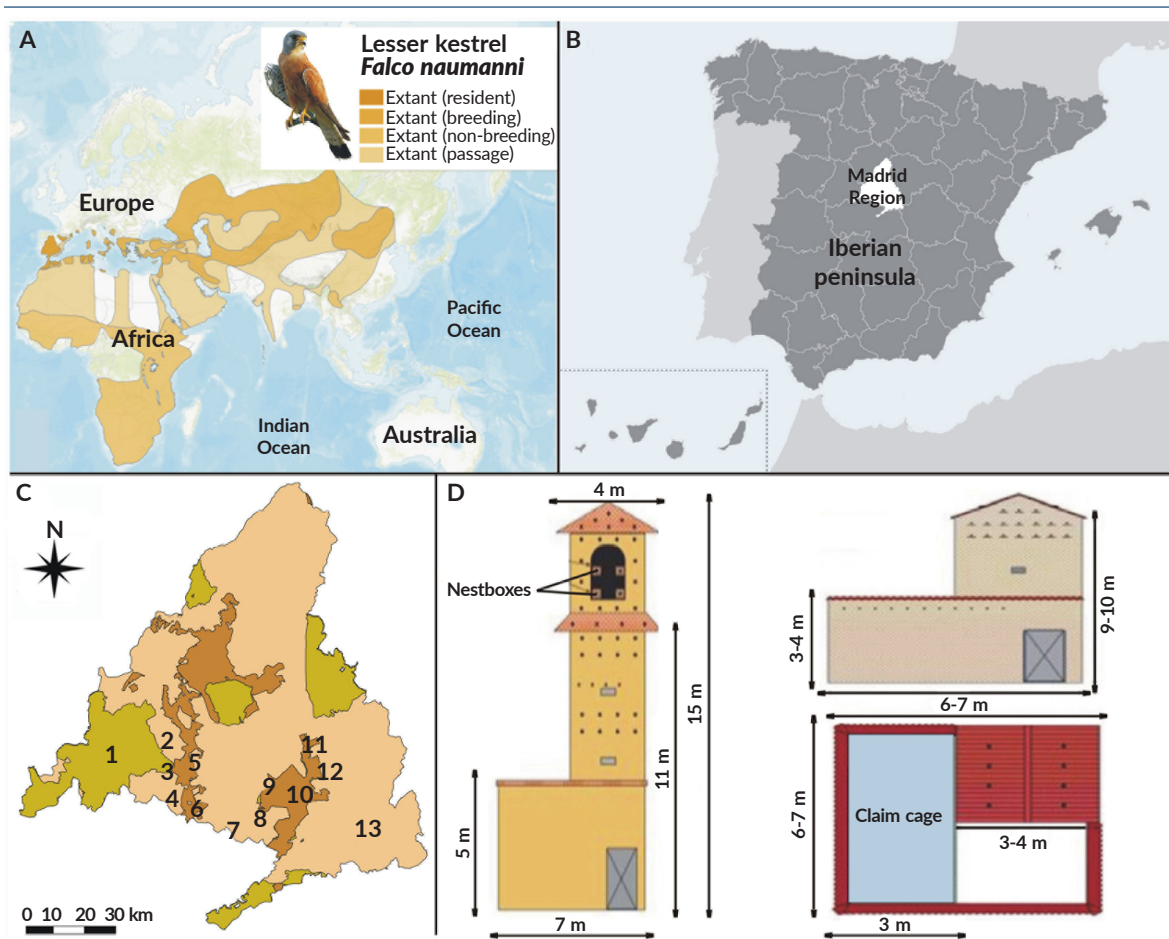 A
Lesser kestrel
Falco naumanni
Extant (resident)
Extant (breeding)
Extant (non-breeding)
Extant (passage)
Europe
Africa
Pacific
Ocean
Indian
Ocean
Australia
B
Madrid
Region
Iberian
peninsula
C
N
1
2
3
4
5
6
7
8
9
10
11
12
13
0 10 20 30 km
D
4 m
Nestboxes
5 m
11 m
15 m
7 m
3-4 m
9-10 m
6-7 m
6-7 m
Claim cage
3-4 m
3 m